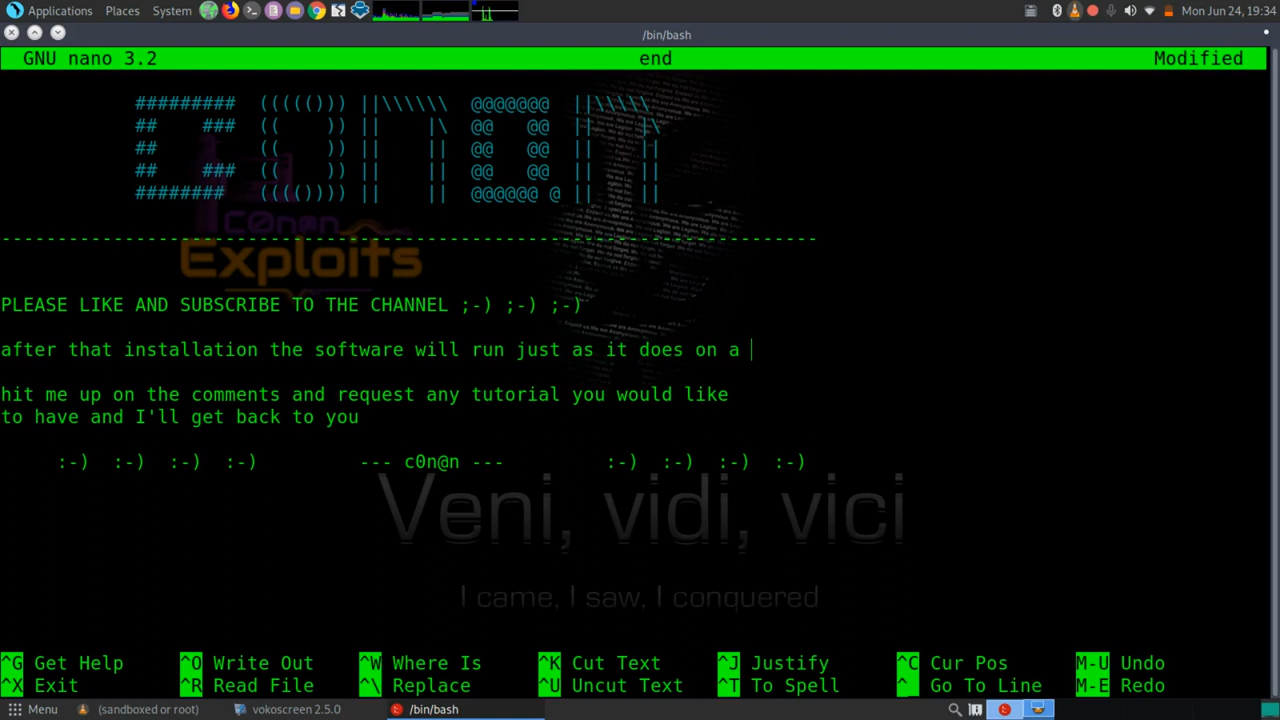 Applications Places System Mon Jun 24, 19:34
/bin/bash
GNU nano 3.2 end Modified
######### ((((())) ||\\\\\\ @@@@@@@ ||\\\\\
## ### (( )) || |\ @@ @@ || |\
## (( )) || || @@ @@ || ||
## ### (( )) || || @@ @@ || ||
######## (((()))) || || @@@@@@ @ || ||
c0n@n
Exploits
PLEASE LIKE AND SUBSCRIBE TO THE CHANNEL ;-) ;-) ;-)
after that installation the software will run just as it does on a
hit me up on the comments and request any tutorial you would like
to have and I'll get back to you
:-) :-) :-) :-) --- c0n@n --- :-) :-) :-) :-)
Veni, vidi, vici
I came, I saw, I conquered
^G Get Help ^O Write Out ^W Where Is ^K Cut Text ^J Justify ^C Cur Pos M-U Undo
^X Exit ^R Read File ^\ Replace ^U Uncut Text ^T To Spell ^_ Go To Line M-E Redo
Menu (sandboxed or root) vokoscreen 2.5.0 /bin/bash